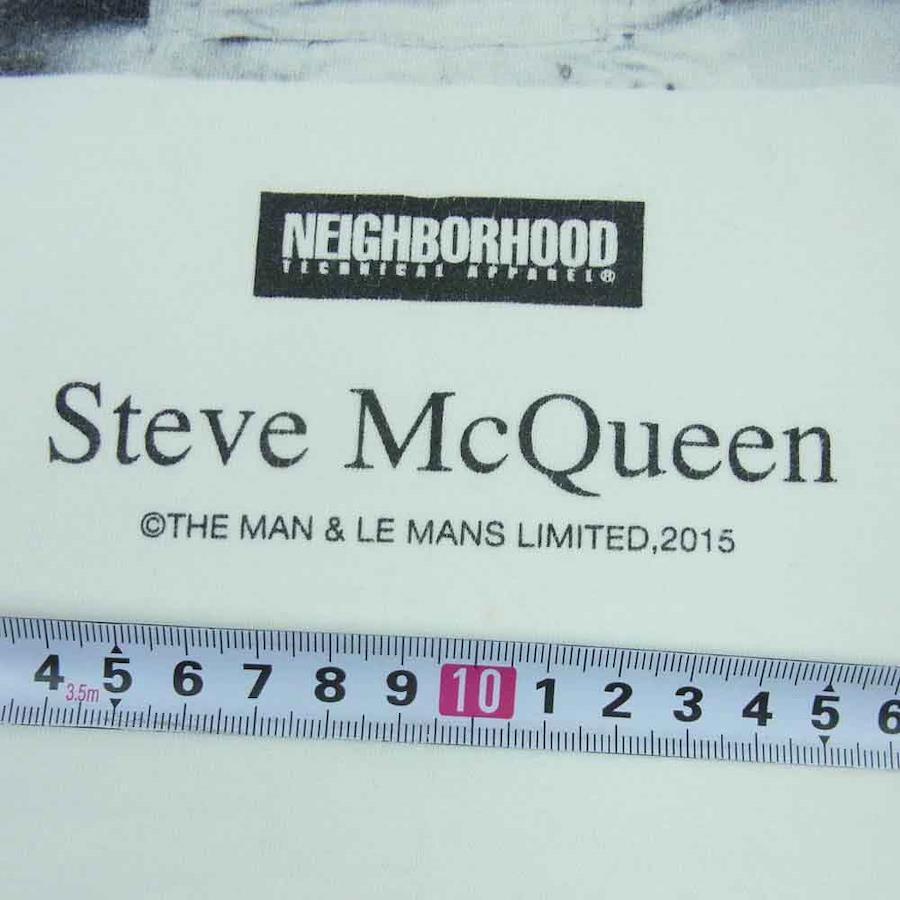 NEIGHBORHOOD
TECHNICAL APPAREL®
Steve McQueen
©THE MAN & LE MANS LIMITED,2015
4 5 6 7 8 9 10 1 2 3 4 5 6
3.5m